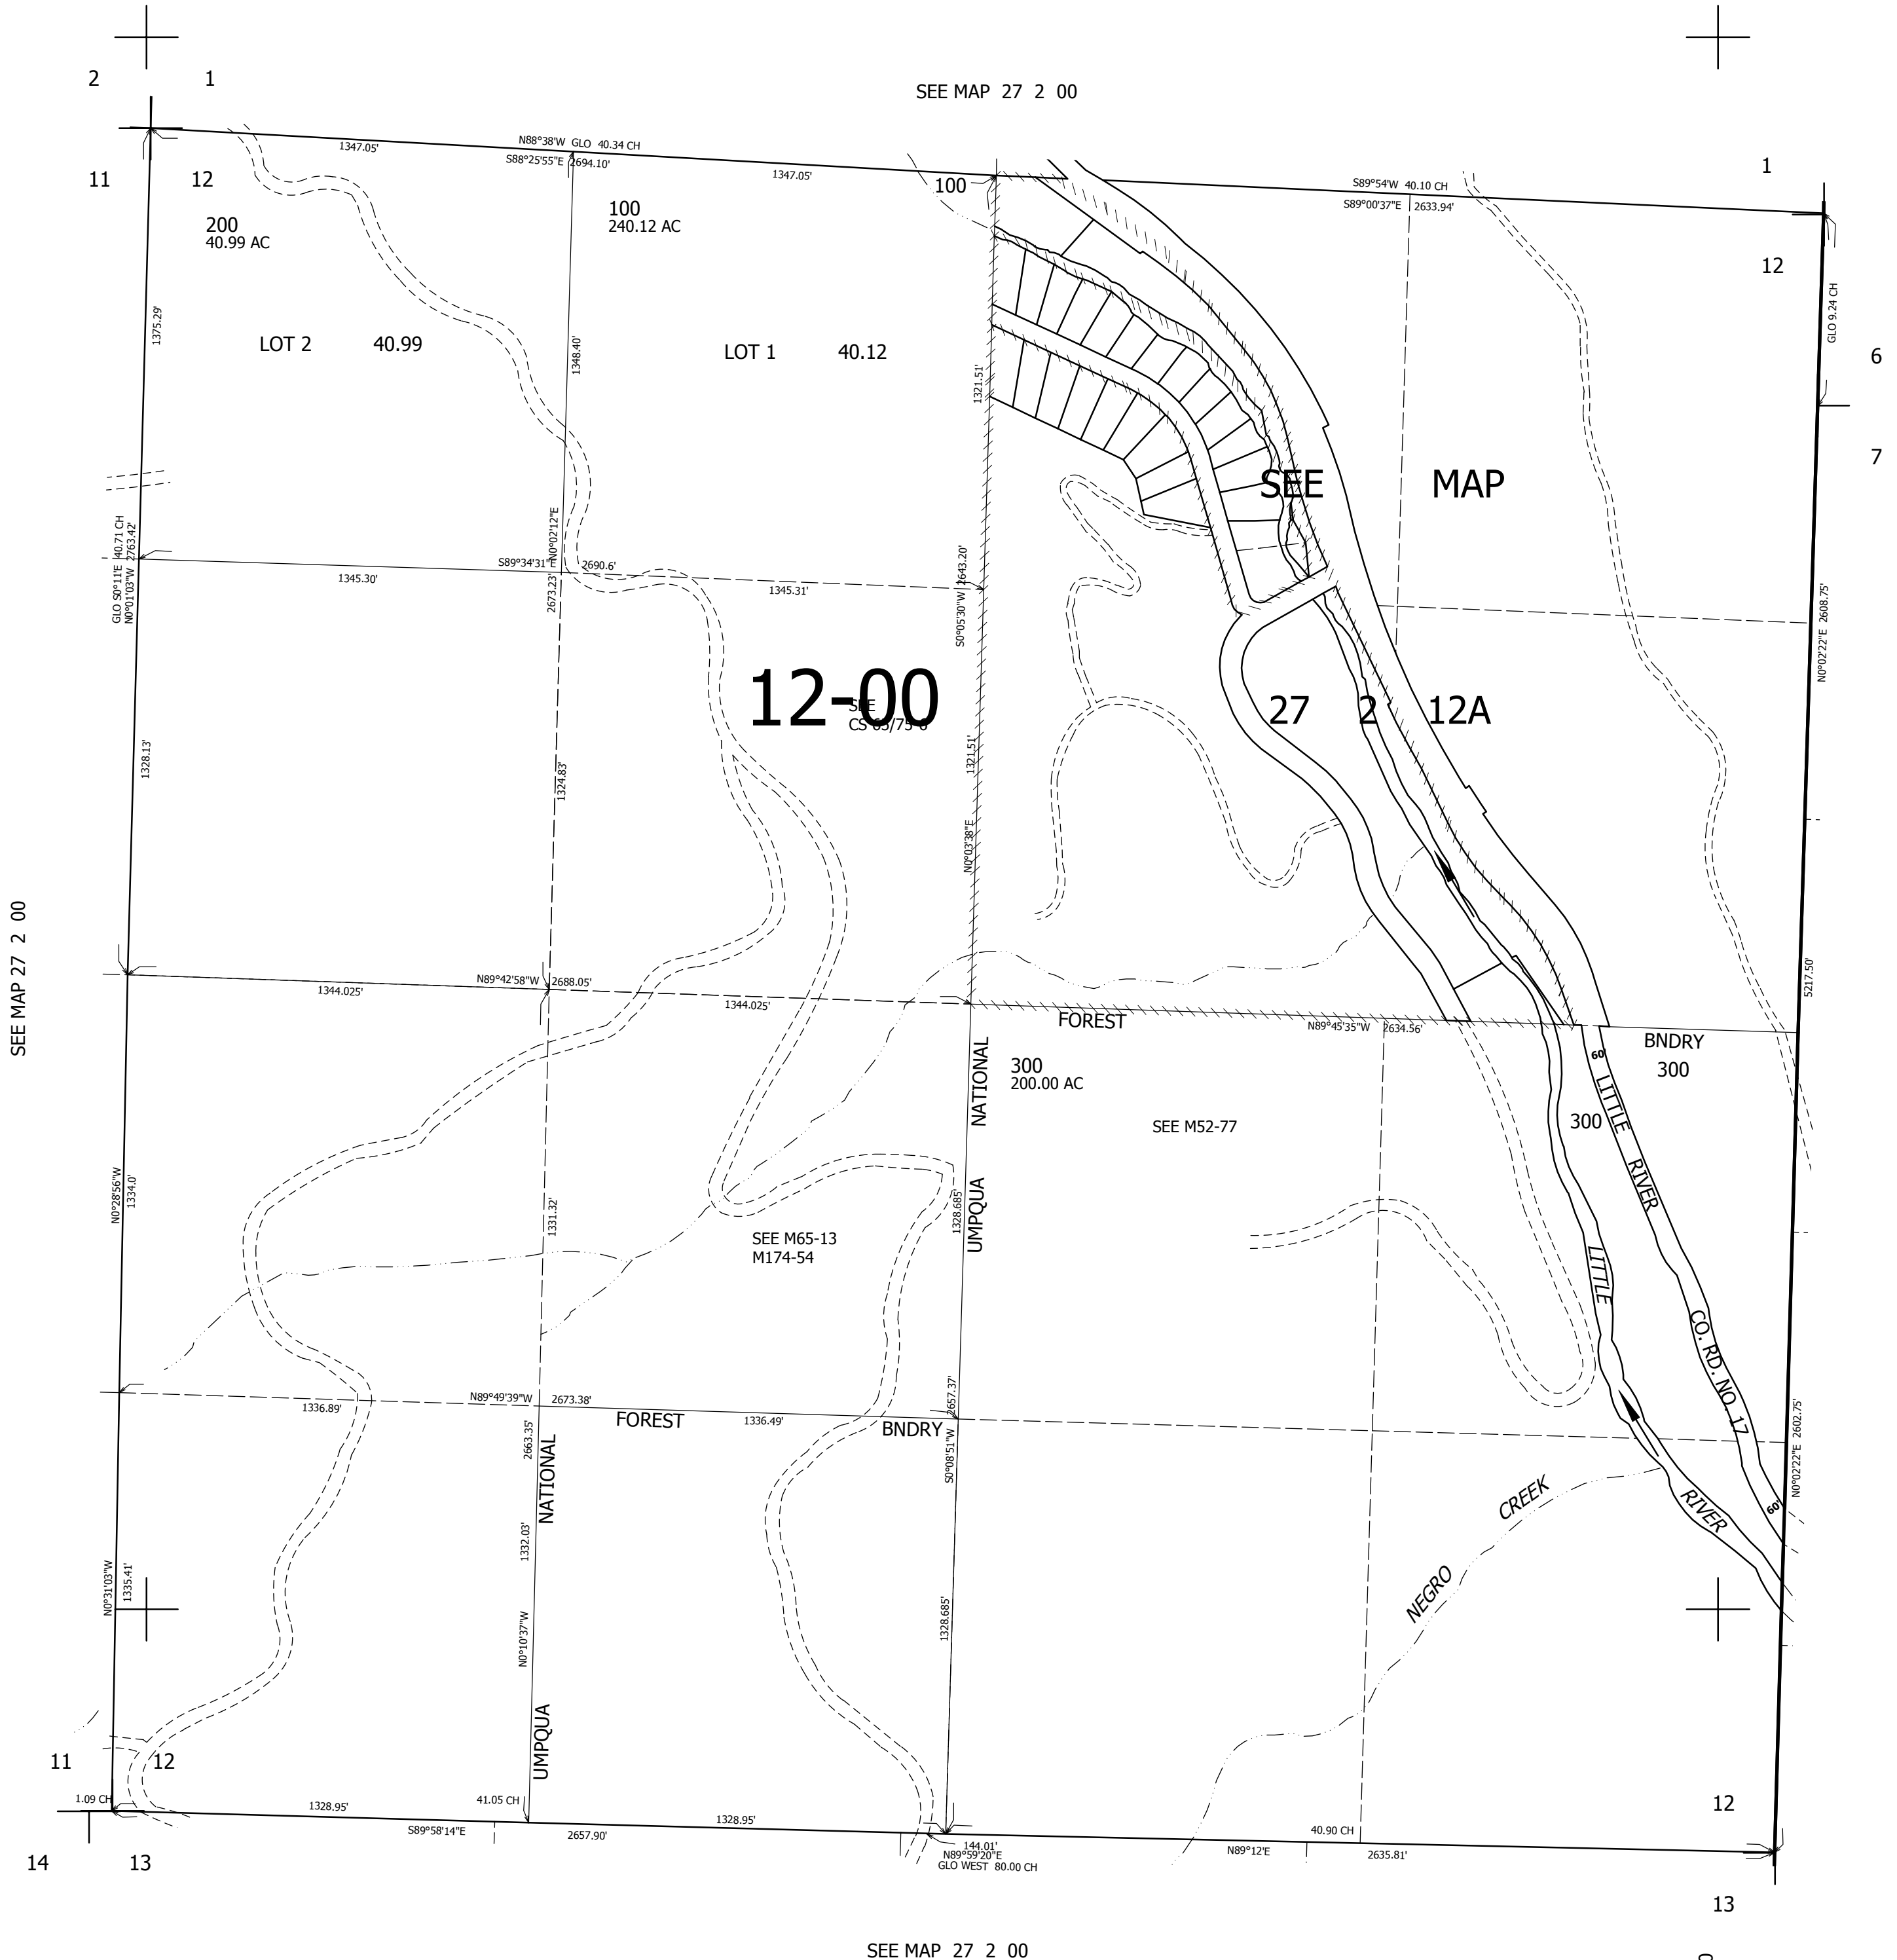 2
1
SEE MAP 27 2 00
11
12
1
12
1347.05'
N88°38'W GLO 40.34 CH
S88°25'55"E 2694.10'
1347.05'
100
S89°54'W 40.10 CH
S89°00'37"E 2633.94'
200
40.99 AC
100
240.12 AC
GLO 9.24 CH
6
7
1375.29'
LOT 2 40.99
1348.40'
LOT 1 40.12
1321.51'
SEE MAP
27 2 12A
GLO S0°11'E 40.71 CH
N0°01'03"W 2763.42'
N0°02'12"E
S89°34'31"E 2690.6'
1345.30'
2673.23'
1345.31'
S0°05'30"W 2643.20'
N0°02'22"E 2608.75'
12-00
SEE
CS 65/75-6
1328.13'
1324.83'
1321.51'
N0°03'38"E
SEE MAP 27 2 00
5217.50'
1344.025'
N89°42'58"W 2688.05'
1344.025'
FOREST
N89°45'35"W 2634.56'
BNDRY
300
60'
300
200.00 AC
NATIONAL
UMPQUA
SEE M52-77
300
LITTLE
RIVER
N0°28'56"W
1334.0'
1331.32'
1328.685'
SEE M65-13
M174-54
LITTLE
CO. RD. NO. 17
1336.89'
N89°49'39"W 2673.38'
FOREST
1336.49'
BNDRY
2657.37'
S0°08'51"W
N0°02'22"E 2602.75'
2663.35'
NATIONAL
1332.03'
CREEK
NEGRO
RIVER
60'
N0°31'03"W
1335.41'
N0°10'37"W
1328.685'
UMPQUA
11
12
12
1.09 CH
1328.95'
41.05 CH
1328.95'
40.90 CH
S89°58'14"E
2657.90'
144.01'
N89°59'20"E
GLO WEST 80.00 CH
N89°12'E
2635.81'
14
13
13
SEE MAP 27 2 00